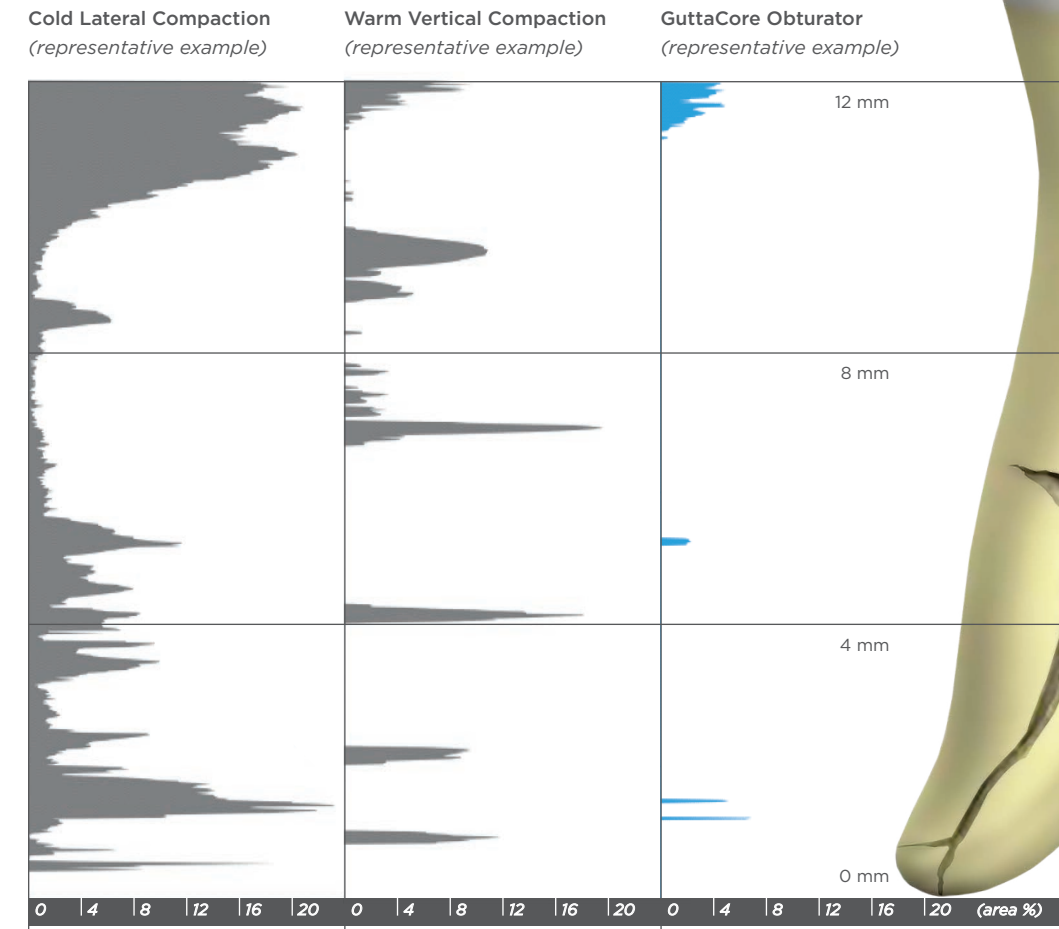 Cold Lateral Compaction
(representative example)
Warm Vertical Compaction
(representative example)
GuttaCore Obturator
(representative example)
12 mm
8 mm
4 mm
0 mm
0 4 8 12 16 20 0 4 8 12 16 20 0 4 8 12 16 20 (area %)